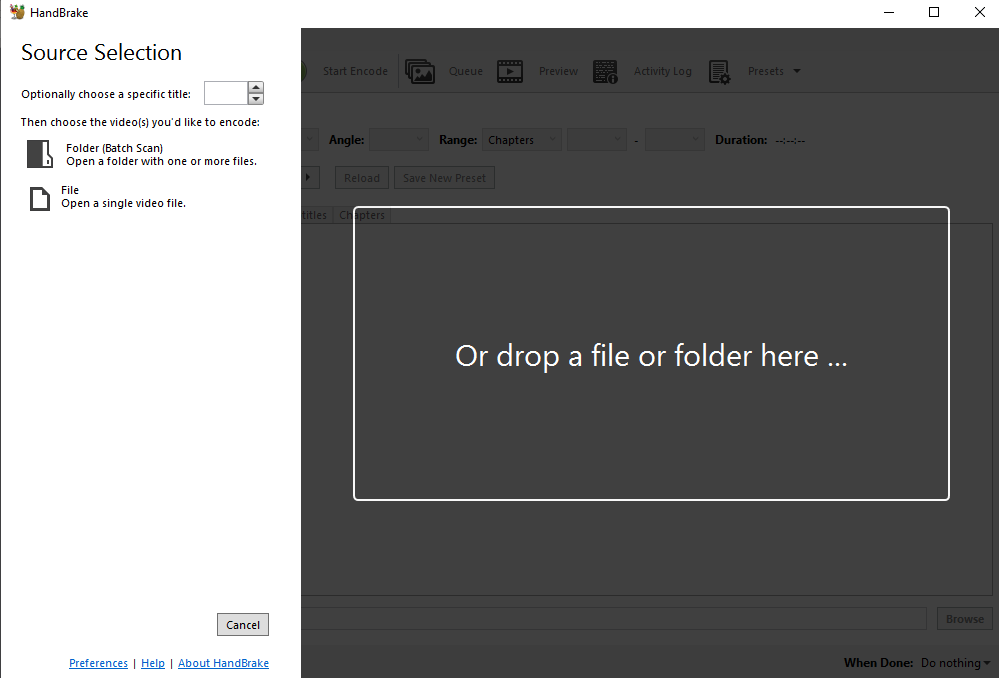 HandBrake
Source Selection
Optionally choose a specific title:
Then choose the video(s) you'd like to encode:
Folder (Batch Scan)
Open a folder with one or more files.
File
Open a single video file.
Cancel
Preferences | Help | About HandBrake
Start Encode Queue Preview Activity Log Presets
Angle: Range: Chapters - Duration: --:--:--
Reload Save New Preset
titles Chapters
Or drop a file or folder here ...
Browse
When Done: Do nothing